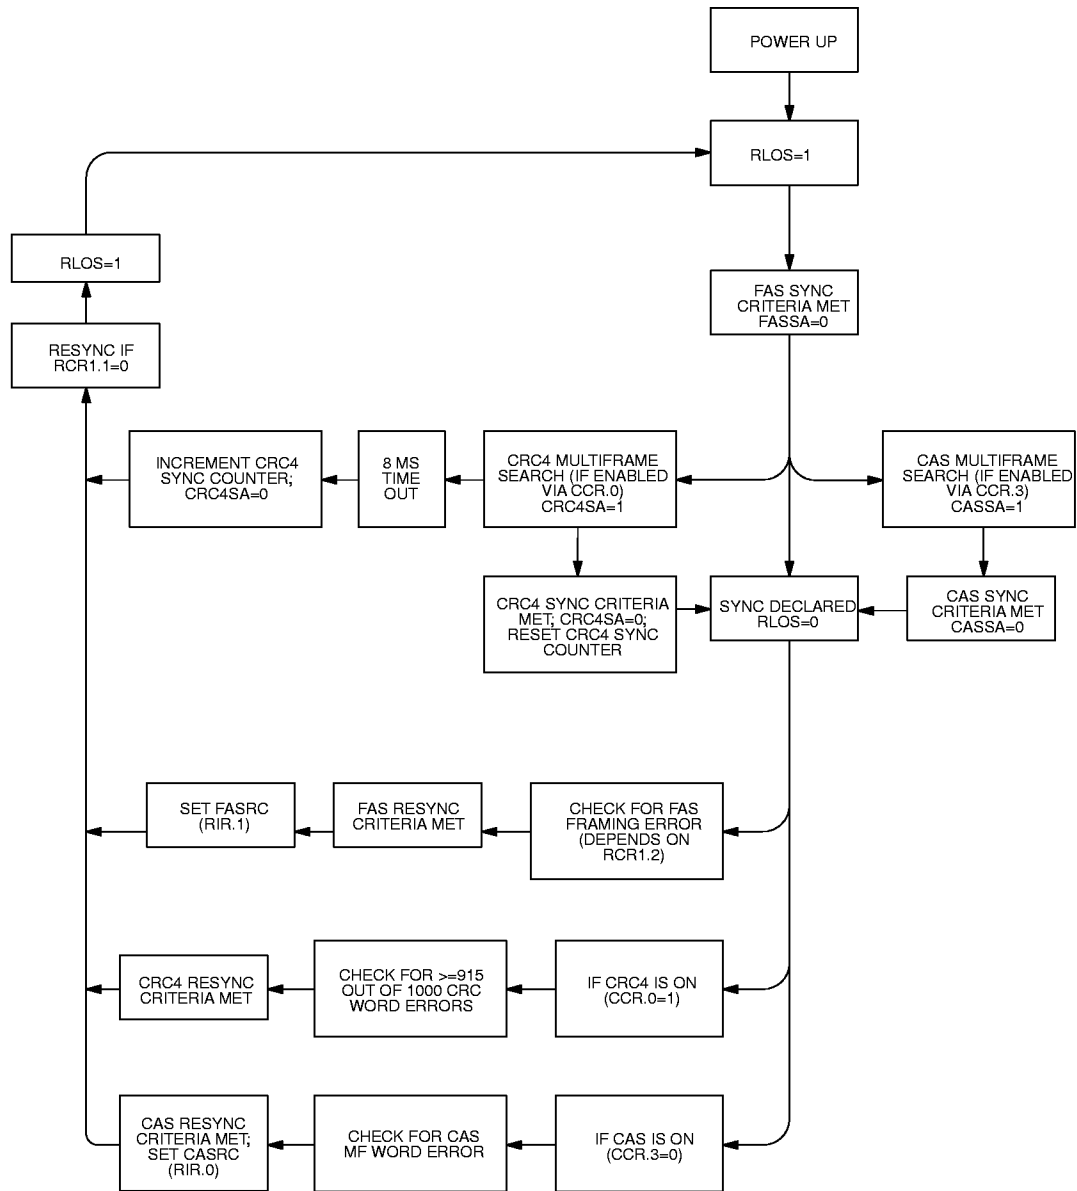 POWER UP
RLOS=1
RLOS=1
FAS SYNC
CRITERIA MET
FASSA=0
RESYNC IF
RCR1.1=0
INCREMENT CRC4
SYNC COUNTER;
CRC4SA=0
8 MS
TIME
OUT
CRC4 MULTIFRAME
SEARCH (IF ENABLED
VIA CCR.0)
CRC4SA=1
CAS MULTIFRAME
SEARCH (IF ENABLED
VIA CCR.3)
CASSA=1
CRC4 SYNC CRITERIA
MET; CRC4SA=0;
RESET CRC4 SYNC
COUNTER
SYNC DECLARED
RLOS=0
CAS SYNC
CRITERIA MET
CASSA=0
SET FASRC
(RIR.1)
FAS RESYNC
CRITERIA MET
CHECK FOR FAS
FRAMING ERROR
(DEPENDS ON
RCR1.2)
CRC4 RESYNC
CRITERIA MET
CHECK FOR >=915
OUT OF 1000 CRC
WORD ERRORS
IF CRC4 IS ON
(CCR.0=1)
CAS RESYNC
CRITERIA MET;
SET CASRC
(RIR.0)
CHECK FOR CAS
MF WORD ERROR
IF CAS IS ON
(CCR.3=0)